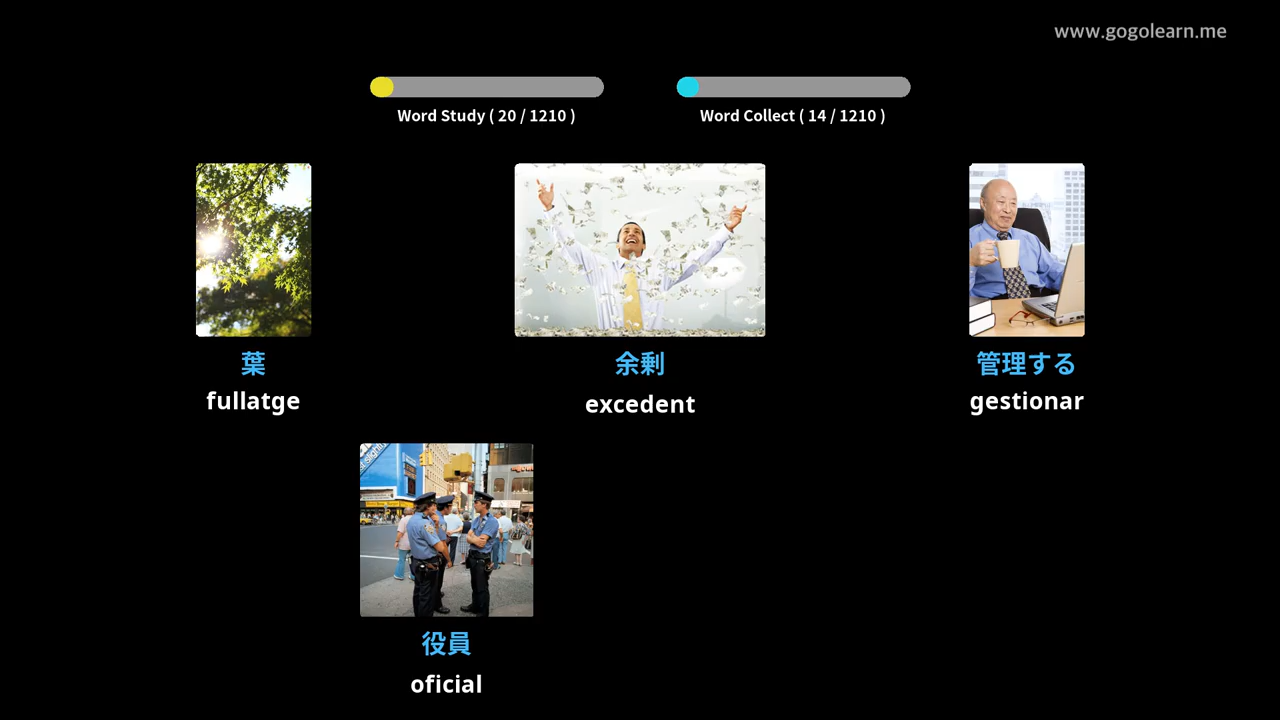 www.gogolearn.me
Word Study ( 20 / 1210 )
Word Collect ( 14 / 1210 )
葉
fullatge
余剰
excedent
管理する
gestionar
役員
oficial